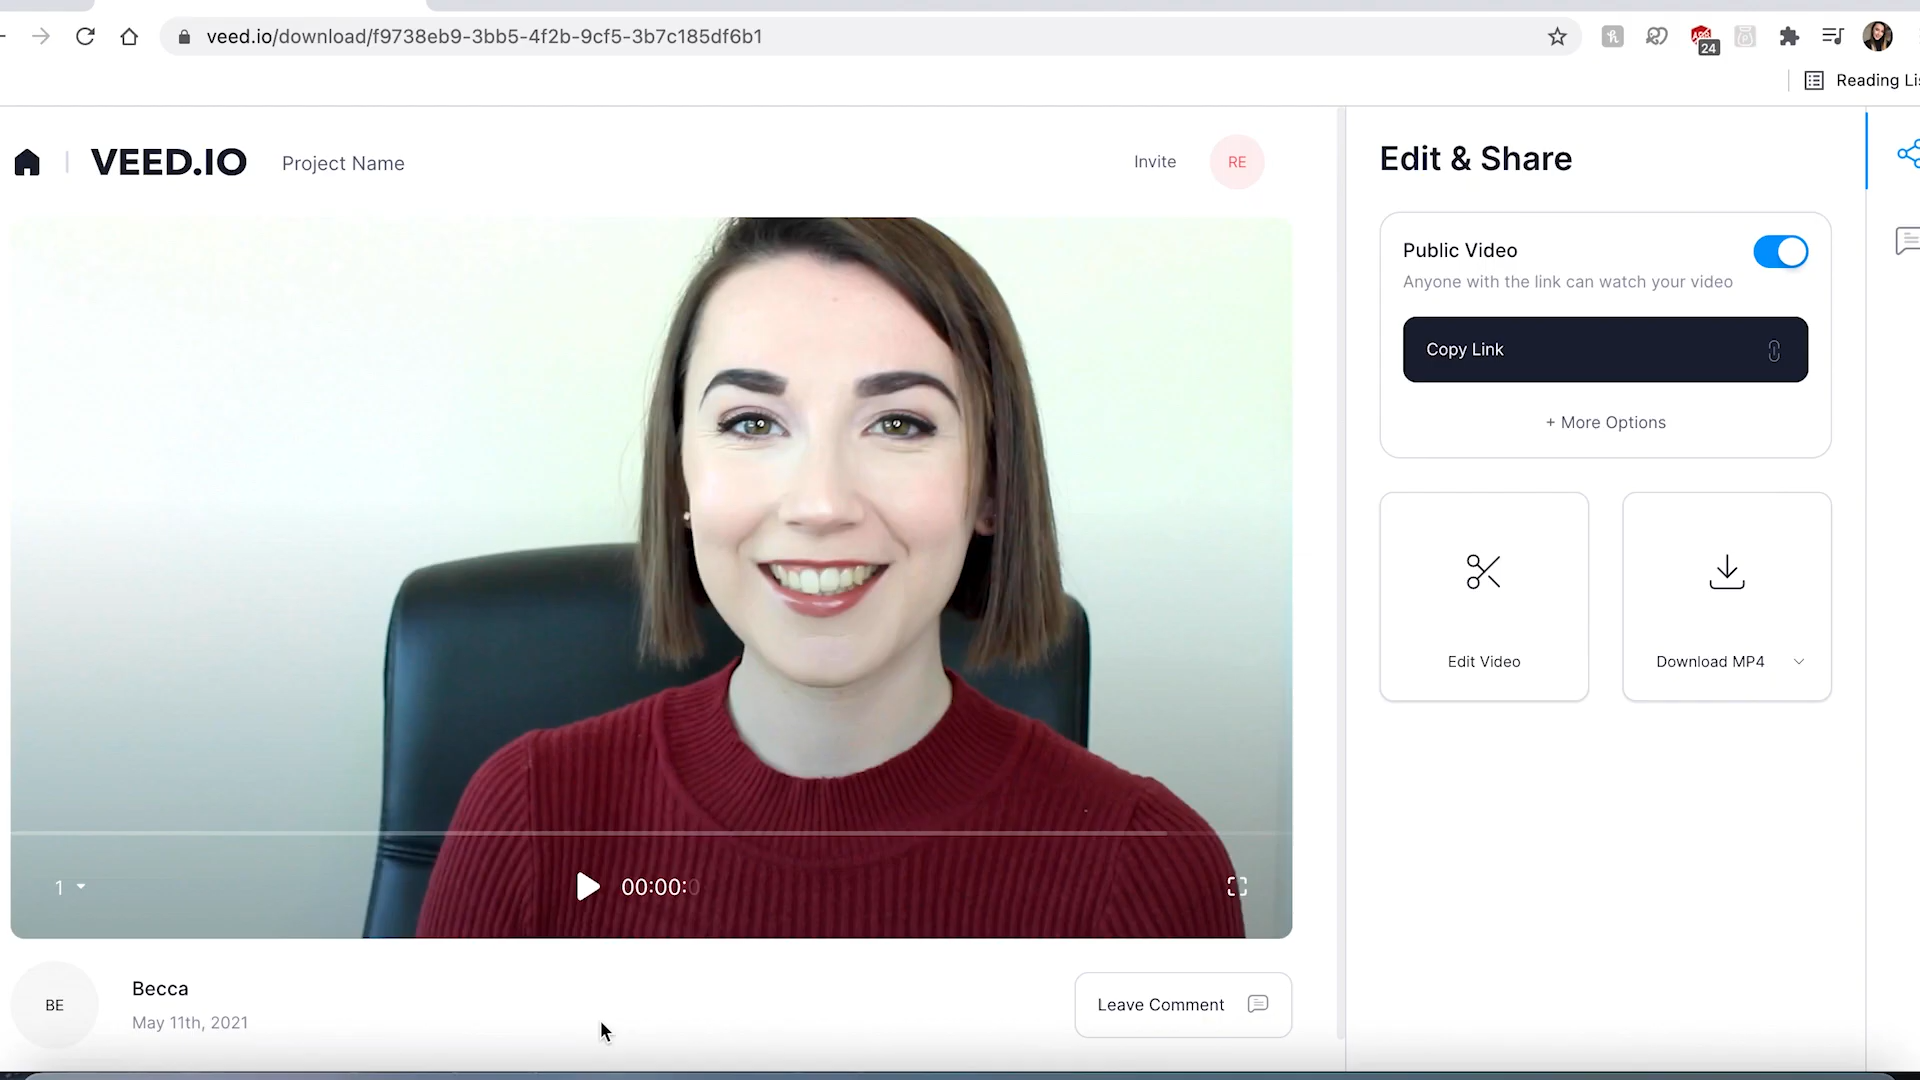 veed.io/download/f9738eb9-3bb5-4f2b-9cf5-3b7c185df6b1
24
Reading
VEED.IO
Project Name
Invite
RE
Edit & Share
Public Video
Anyone with the link can watch your video
Copy Link
+ More Options
Edit Video
Download MP4
1
00:00:0
BE
Becca
May 11th, 2021
Leave Comment